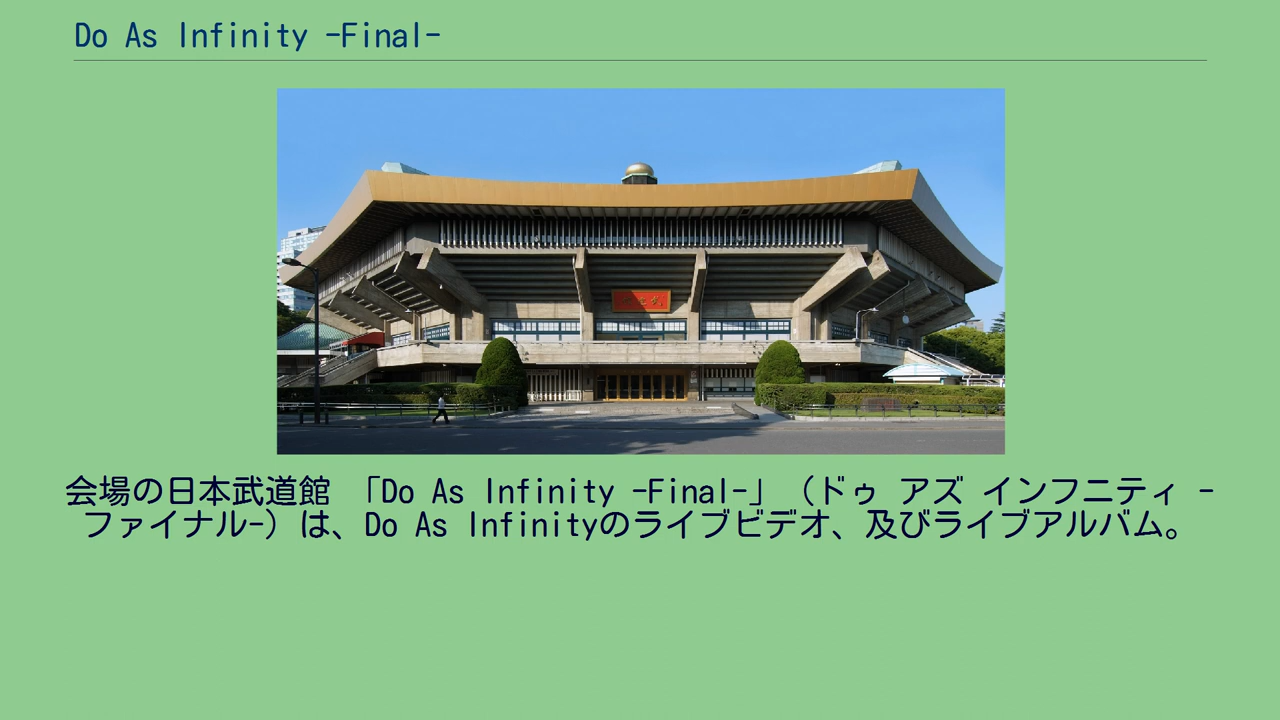 Do As Infinity -Final-
会場の日本武道館 「Do As Infinity -Final-」（ドゥ アズ インフニティ -
ファイナル-）は、Do As Infinityのライブビデオ、及びライブアルバム。